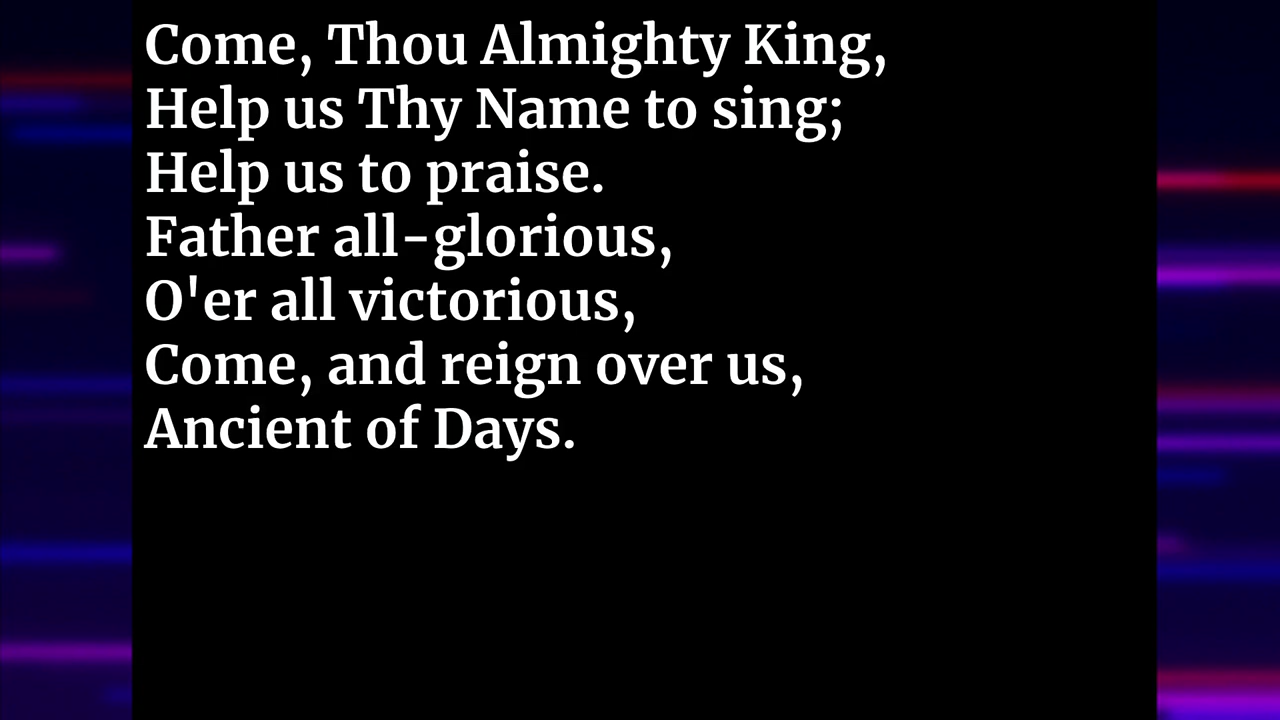 Come, Thou Almighty King,
Help us Thy Name to sing;
Help us to praise.
Father all-glorious,
O'er all victorious,
Come, and reign over us,
Ancient of Days.